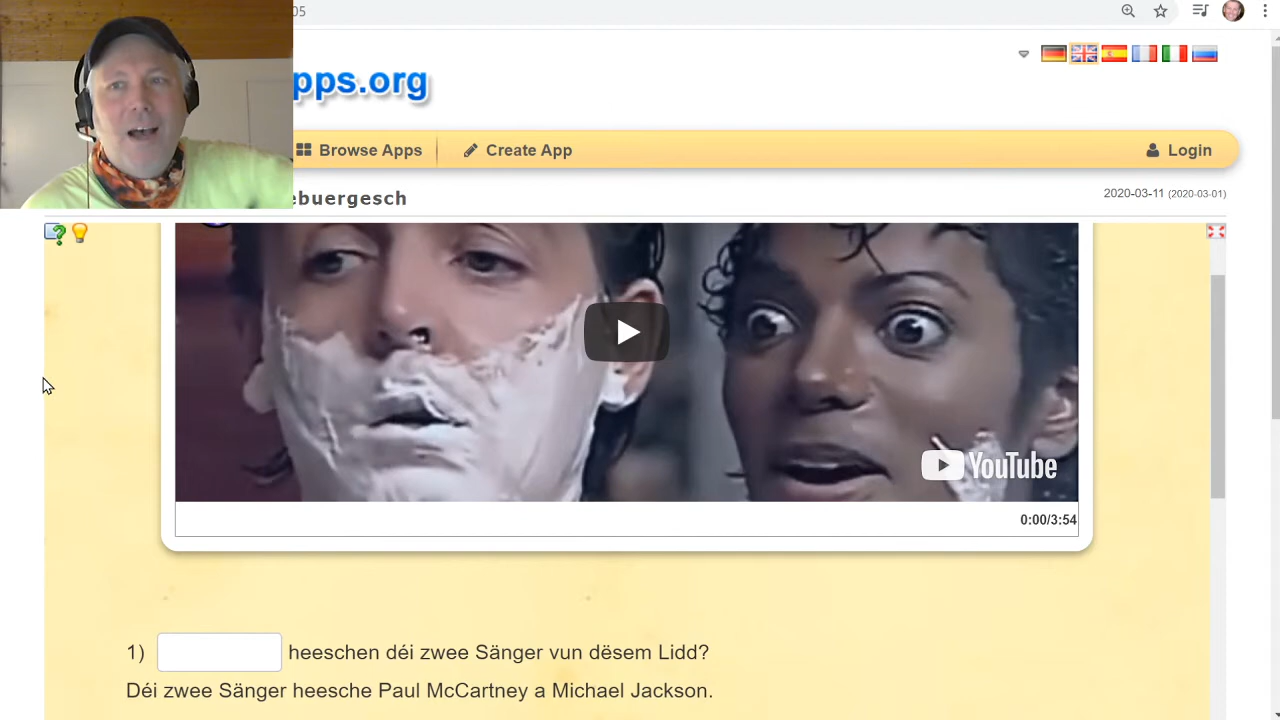 05
pps.org
Browse Apps
Create App
Login
ebuergesch
2020-03-11 (2020-03-01)
YouTube
0:00/3:54
1) heeschen déi zwee Sänger vun dësem Lidd?
Déi zwee Sänger heesche Paul McCartney a Michael Jackson.